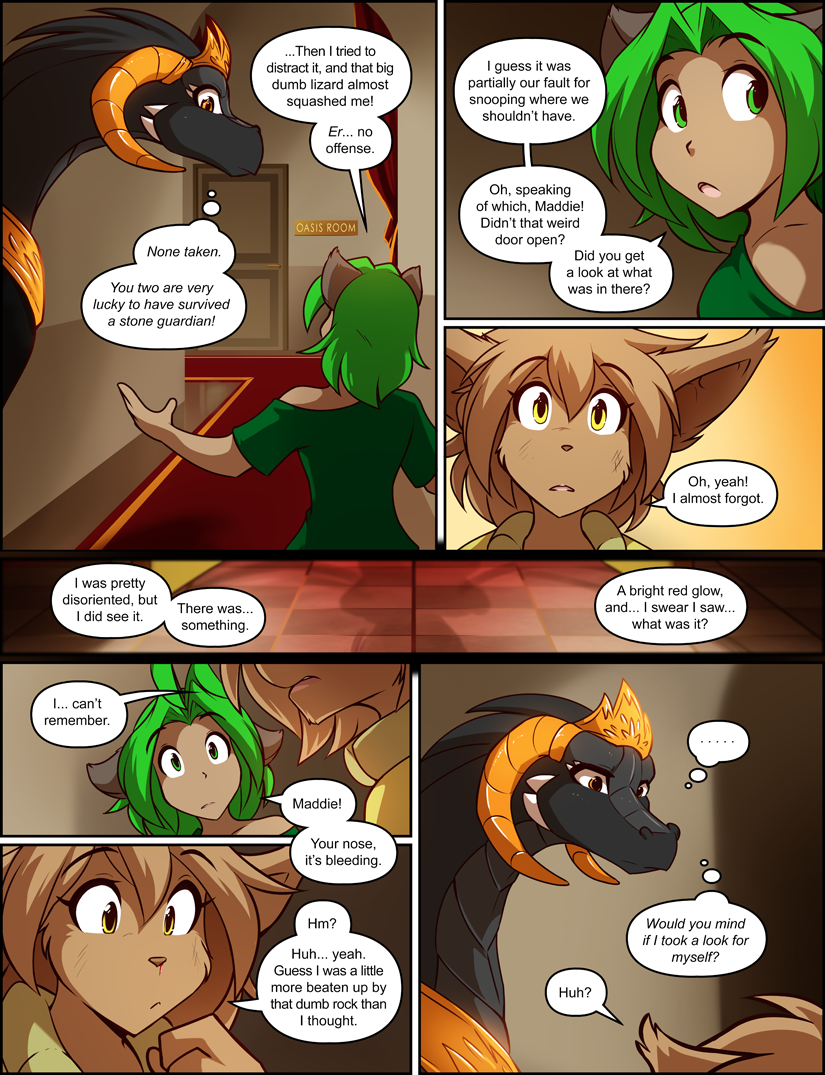 ...Then I tried to
distract it, and that big
dumb lizard almost
squashed me!
Er... no
offense.
OASIS ROOM
None taken.
You two are very
lucky to have survived
a stone guardian!
I guess it was
partially our fault for
snooping where we
shouldn't have.
Oh, speaking
of which, Maddie!
Didn't that weird
door open?
Did you get
a look at what
was in there?
Oh, yeah!
I almost forgot.
I was pretty
disoriented, but
I did see it.
There was...
something.
A bright red glow,
and... I swear I saw...
what was it?
I... can't
remember.
Maddie!
Your nose,
it's bleeding.
Hm?
Huh... yeah.
Guess I was a little
more beaten up by
that dumb rock than
I thought.
. . . . .
Would you mind
if I took a look for
myself?
Huh?